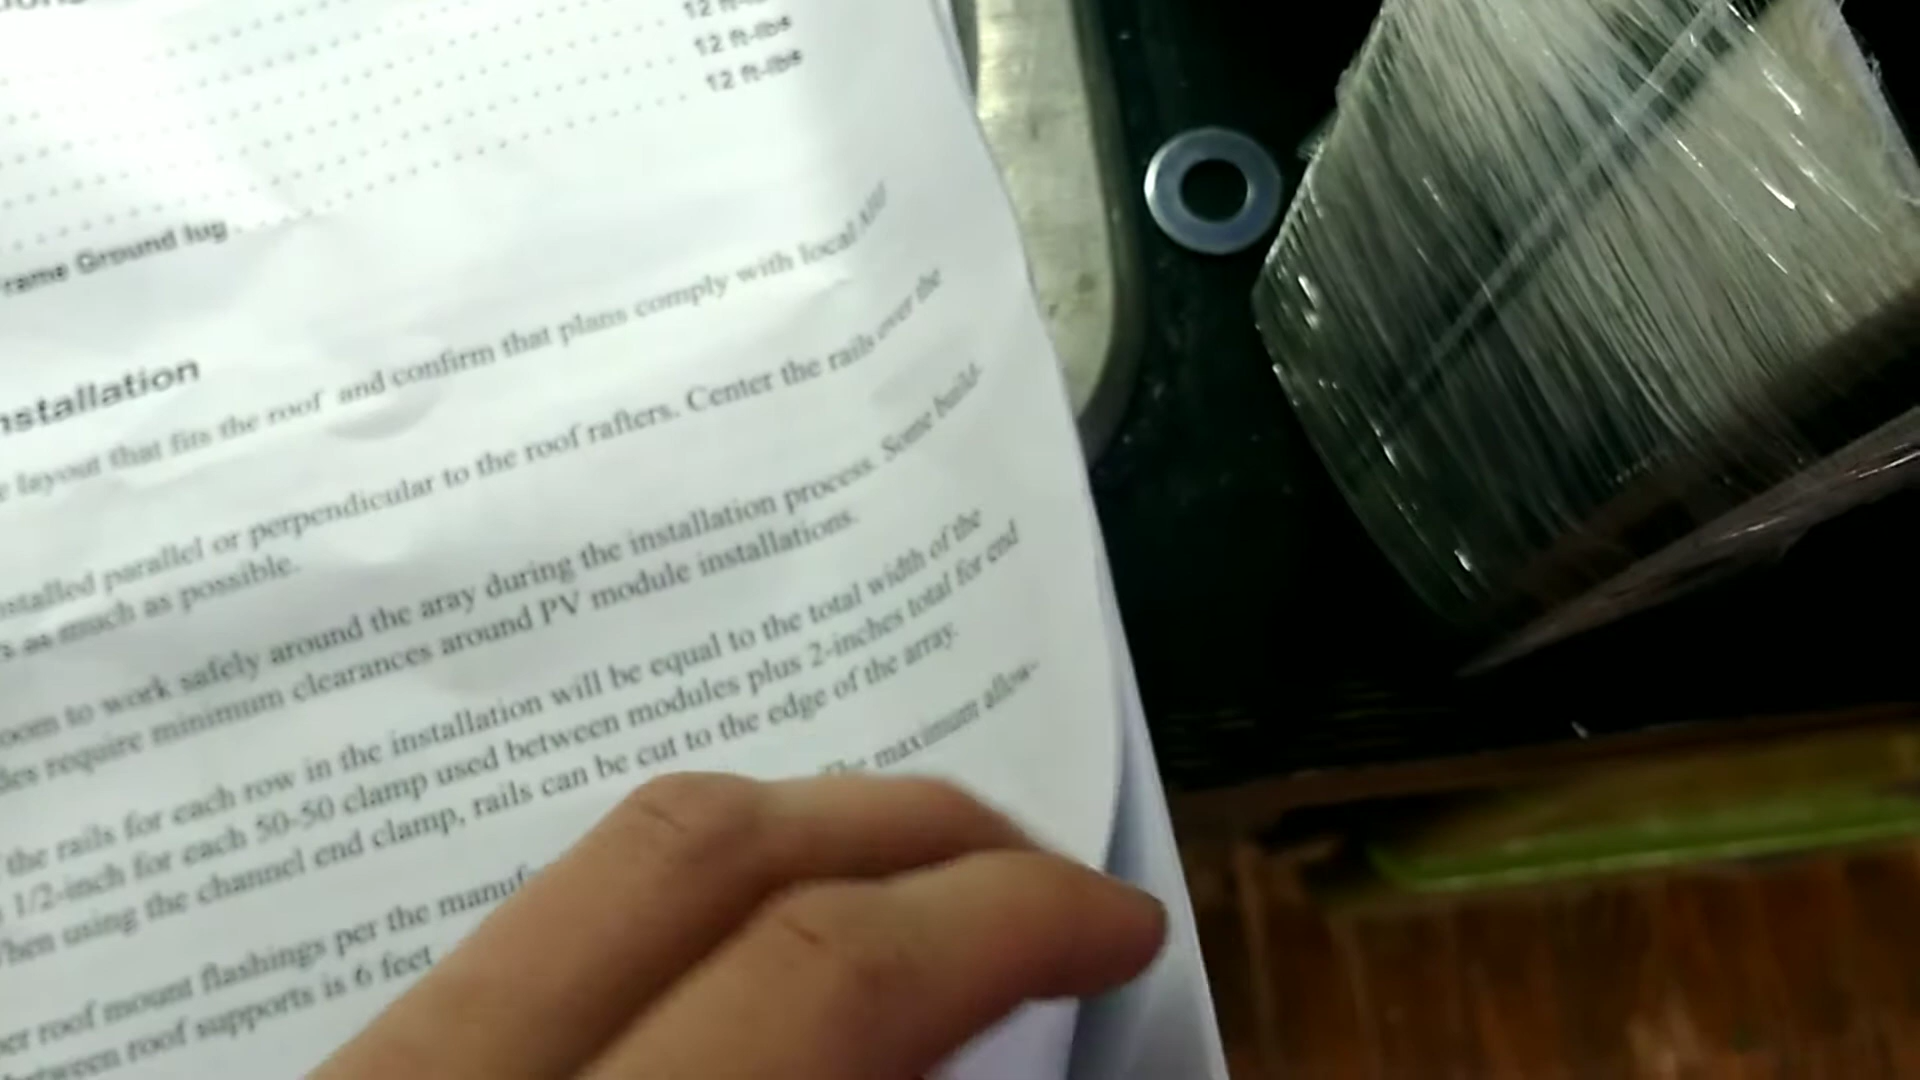 12 ft-lbs
12 ft-lbs
12 ft-lbs
rame Ground lug
nstallation
e layout that fits the roof and confirm that plans comply with local
nstalled parallel or perpendicular to the roof rafters. Center the rails over the
s as much as possible.
oom to work safely around the aray during the installation process. Some build-
des require minimum clearances around PV module installations.
the rails for each row in the installation will be equal to the total width of the
1/2-inch for each 50-50 clamp used between modules plus 2-inches total for end
When using the channel end clamp, rails can be cut to the edge of the array.
er roof mount flashings per the manuf The maximum allow-
between roof supports is 6 feet